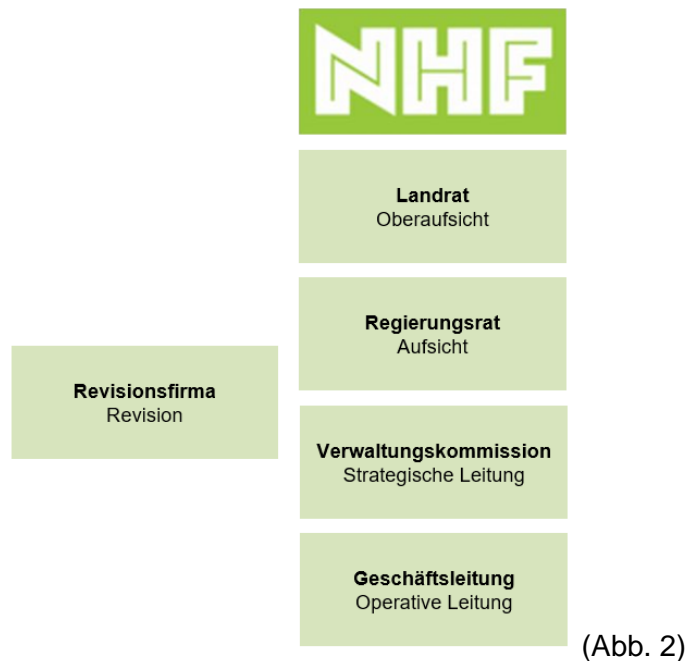 NHF
Landrat
Oberaufsicht
Regierungsrat
Aufsicht
Revisionsfirma
Revision
Verwaltungskommission
Strategische Leitung
Geschäftsleitung
Operative Leitung
(Abb. 2)